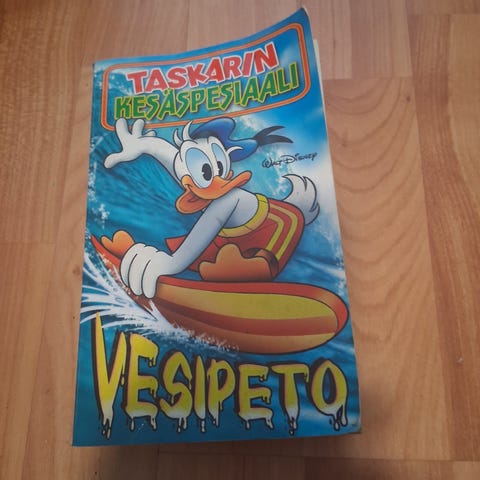 TASKARIN
KESÄSPESIAALI
WALT DISNEY
VESIPETO